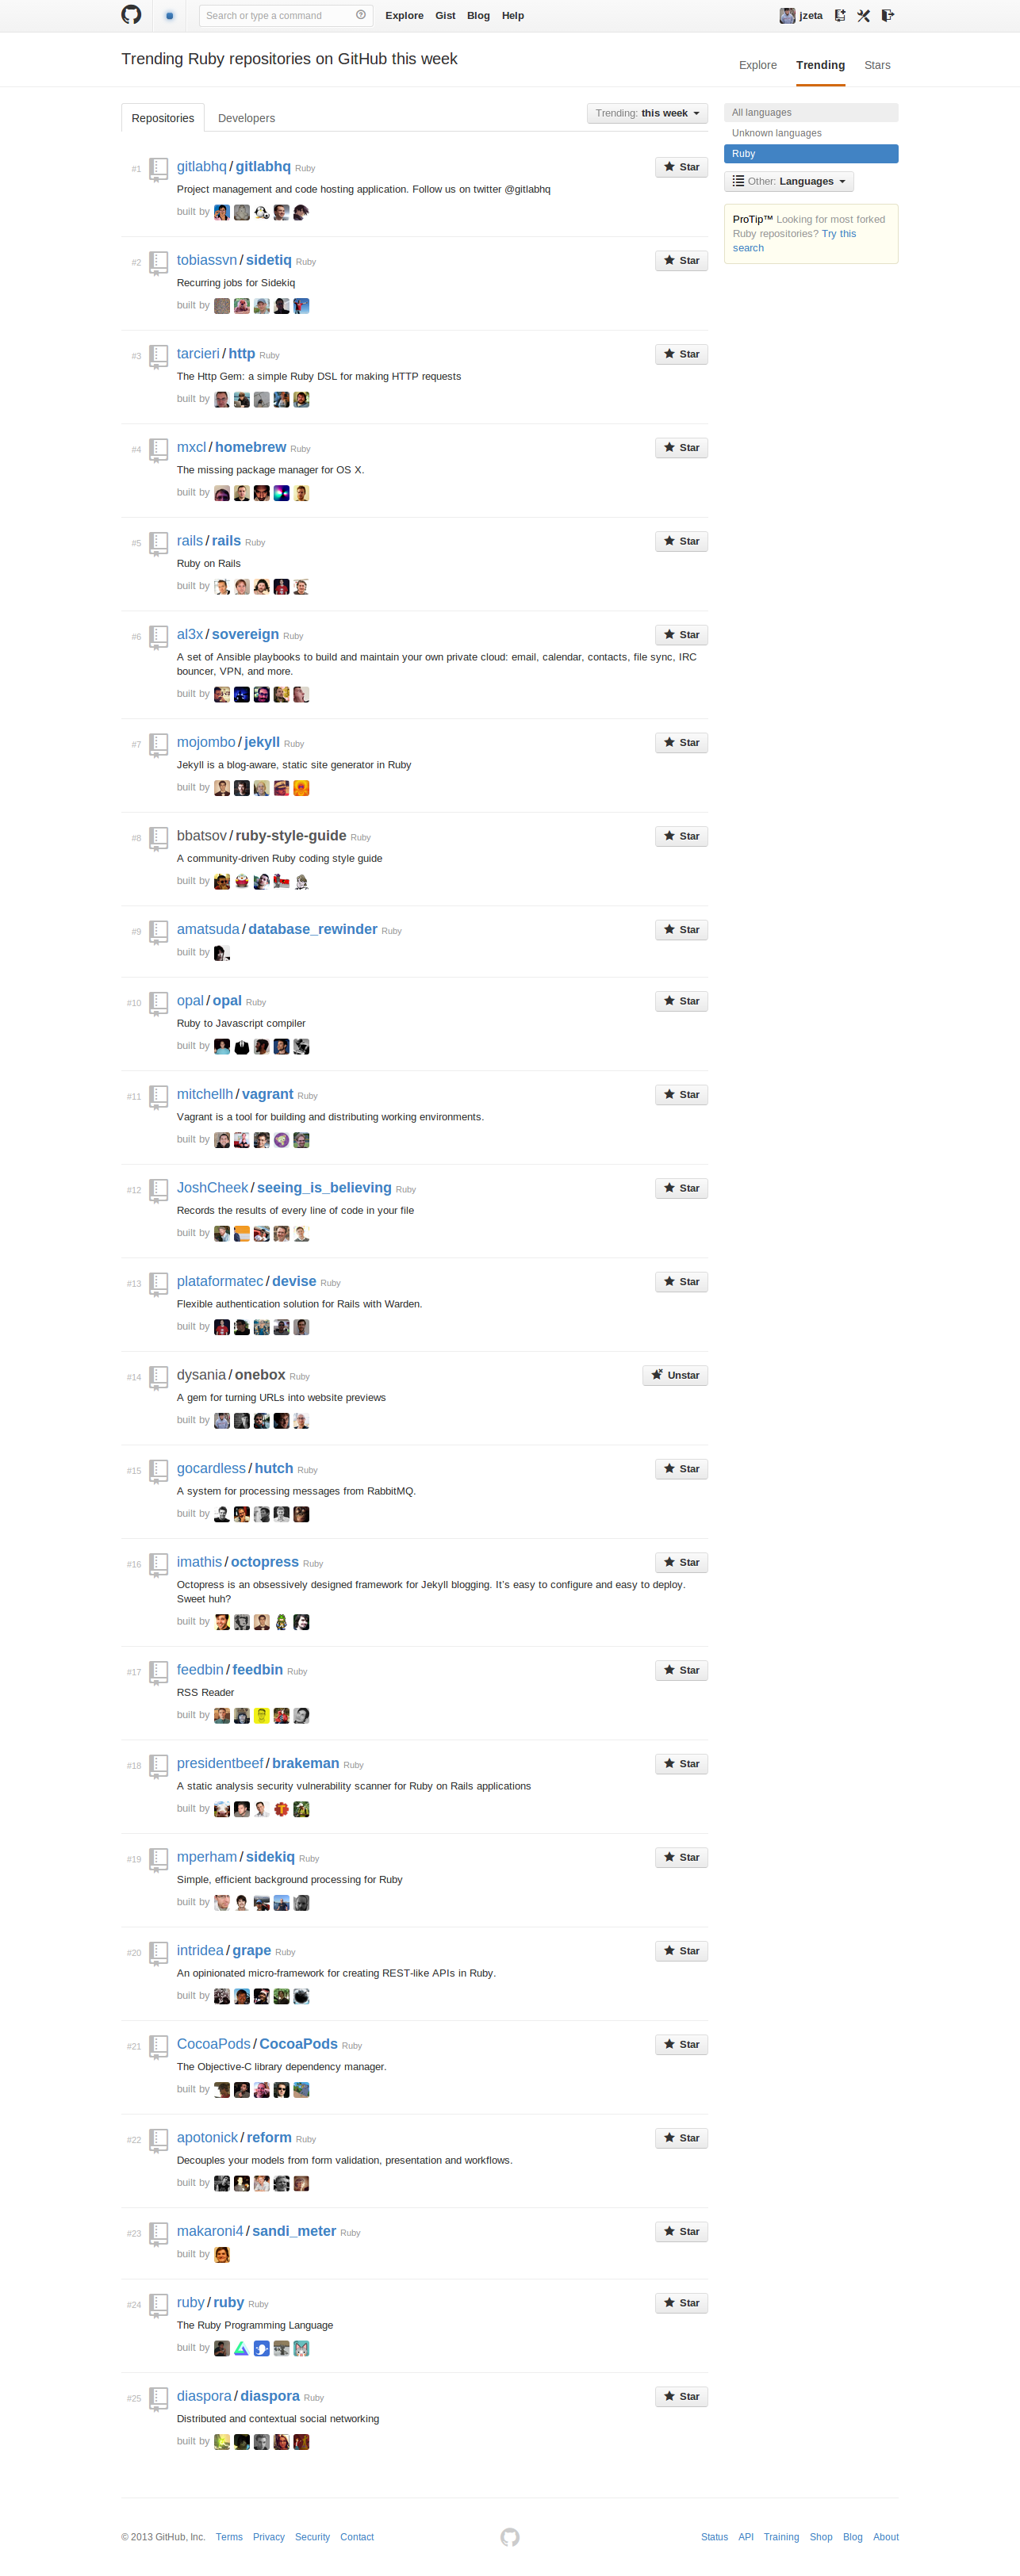 Search or type a command Explore Gist Blog Help jzeta
Trending Ruby repositories on GitHub this week
Explore Trending Stars
Repositories Developers Trending: this week
All languages
Unknown languages
Ruby
Other: Languages
ProTip™ Looking for most forked
Ruby repositories? Try this
search
#1 gitlabhq / gitlabhq Ruby Star
Project management and code hosting application. Follow us on twitter @gitlabhq
built by
#2 tobiassvn / sidetiq Ruby Star
Recurring jobs for Sidekiq
built by
#3 tarcieri / http Ruby Star
The Http Gem: a simple Ruby DSL for making HTTP requests
built by
#4 mxcl / homebrew Ruby Star
The missing package manager for OS X.
built by
#5 rails / rails Ruby Star
Ruby on Rails
built by
#6 al3x / sovereign Ruby Star
A set of Ansible playbooks to build and maintain your own private cloud: email, calendar, contacts, file sync, IRC
bouncer, VPN, and more.
built by
#7 mojombo / jekyll Ruby Star
Jekyll is a blog-aware, static site generator in Ruby
built by
#8 bbatsov / ruby-style-guide Ruby Star
A community-driven Ruby coding style guide
built by
#9 amatsuda / database_rewinder Ruby Star
built by
#10 opal / opal Ruby Star
Ruby to Javascript compiler
built by
#11 mitchellh / vagrant Ruby Star
Vagrant is a tool for building and distributing working environments.
built by
#12 JoshCheek / seeing_is_believing Ruby Star
Records the results of every line of code in your file
built by
#13 plataformatec / devise Ruby Star
Flexible authentication solution for Rails with Warden.
built by
#14 dysania / onebox Ruby Unstar
A gem for turning URLs into website previews
built by
#15 gocardless / hutch Ruby Star
A system for processing messages from RabbitMQ.
built by
#16 imathis / octopress Ruby Star
Octopress is an obsessively designed framework for Jekyll blogging. It's easy to configure and easy to deploy.
Sweet huh?
built by
#17 feedbin / feedbin Ruby Star
RSS Reader
built by
#18 presidentbeef / brakeman Ruby Star
A static analysis security vulnerability scanner for Ruby on Rails applications
built by
#19 mperham / sidekiq Ruby Star
Simple, efficient background processing for Ruby
built by
#20 intridea / grape Ruby Star
An opinionated micro-framework for creating REST-like APIs in Ruby.
built by
#21 CocoaPods / CocoaPods Ruby Star
The Objective-C library dependency manager.
built by
#22 apotonick / reform Ruby Star
Decouples your models from form validation, presentation and workflows.
built by
#23 makaroni4 / sandi_meter Ruby Star
built by
#24 ruby / ruby Ruby Star
The Ruby Programming Language
built by
#25 diaspora / diaspora Ruby Star
Distributed and contextual social networking
built by
© 2013 GitHub, Inc. Terms Privacy Security Contact Status API Training Shop Blog About